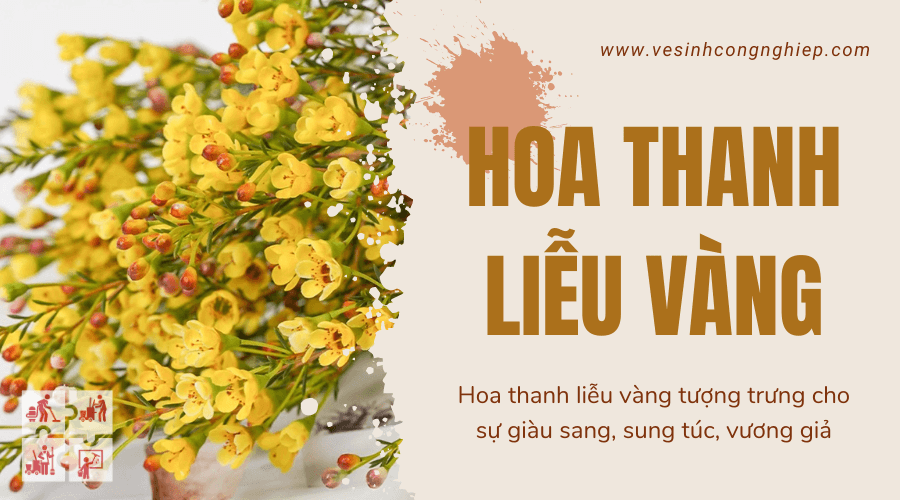 www.vesinhcongnghiep.com
HOA THANH
LIỄU VÀNG
Hoa thanh liễu vàng tượng trưng cho
sự giàu sang, sung túc, vương giả